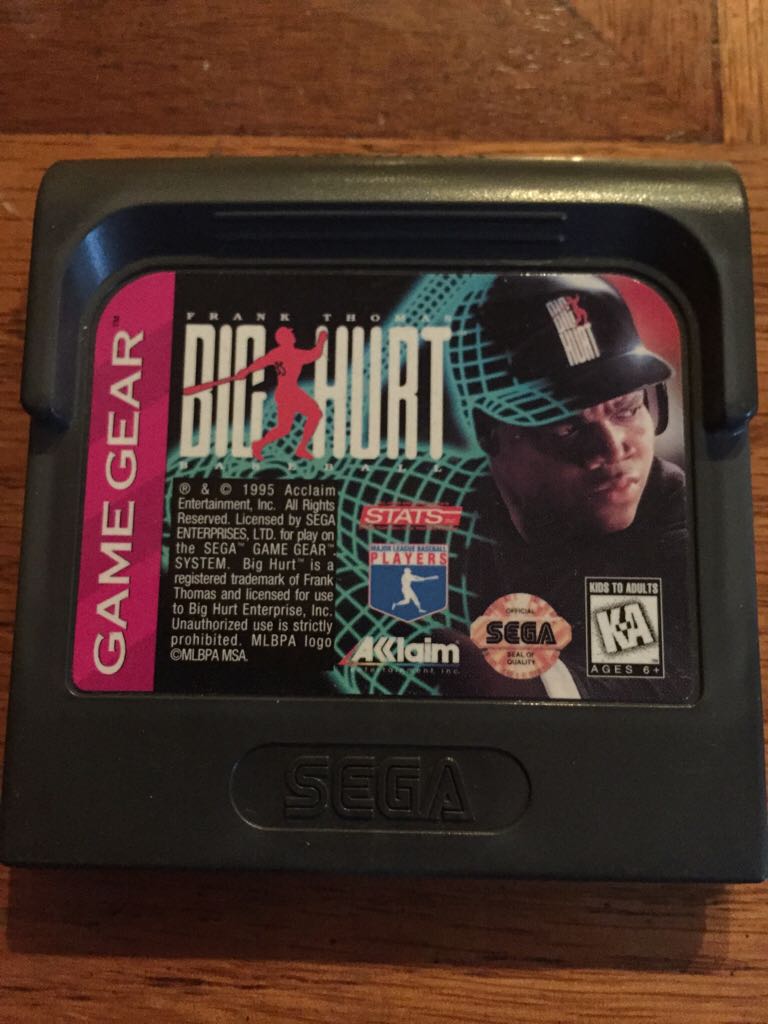 GAME GEAR™
FRANK THOMAS
BIG HURT
BASEBALL
BIG HURT
® & © 1995 Acclaim
Entertainment, Inc. All Rights
Reserved. Licensed by SEGA
ENTERPRISES, LTD. for play on
the SEGA™ GAME GEAR™
SYSTEM. Big Hurt™ is a
registered trademark of Frank
Thomas and licensed for use
to Big Hurt Enterprise, Inc.
Unauthorized use is strictly
prohibited. MLBPA logo
©MLBPA MSA.
STATS
MAJOR LEAGUE BASEBALL
PLAYERS
Acclaim
entertainment inc.
OFFICIAL
SEGA
SEAL OF
QUALITY
KIDS TO ADULTS
K-A
AGES 6+
SEGA